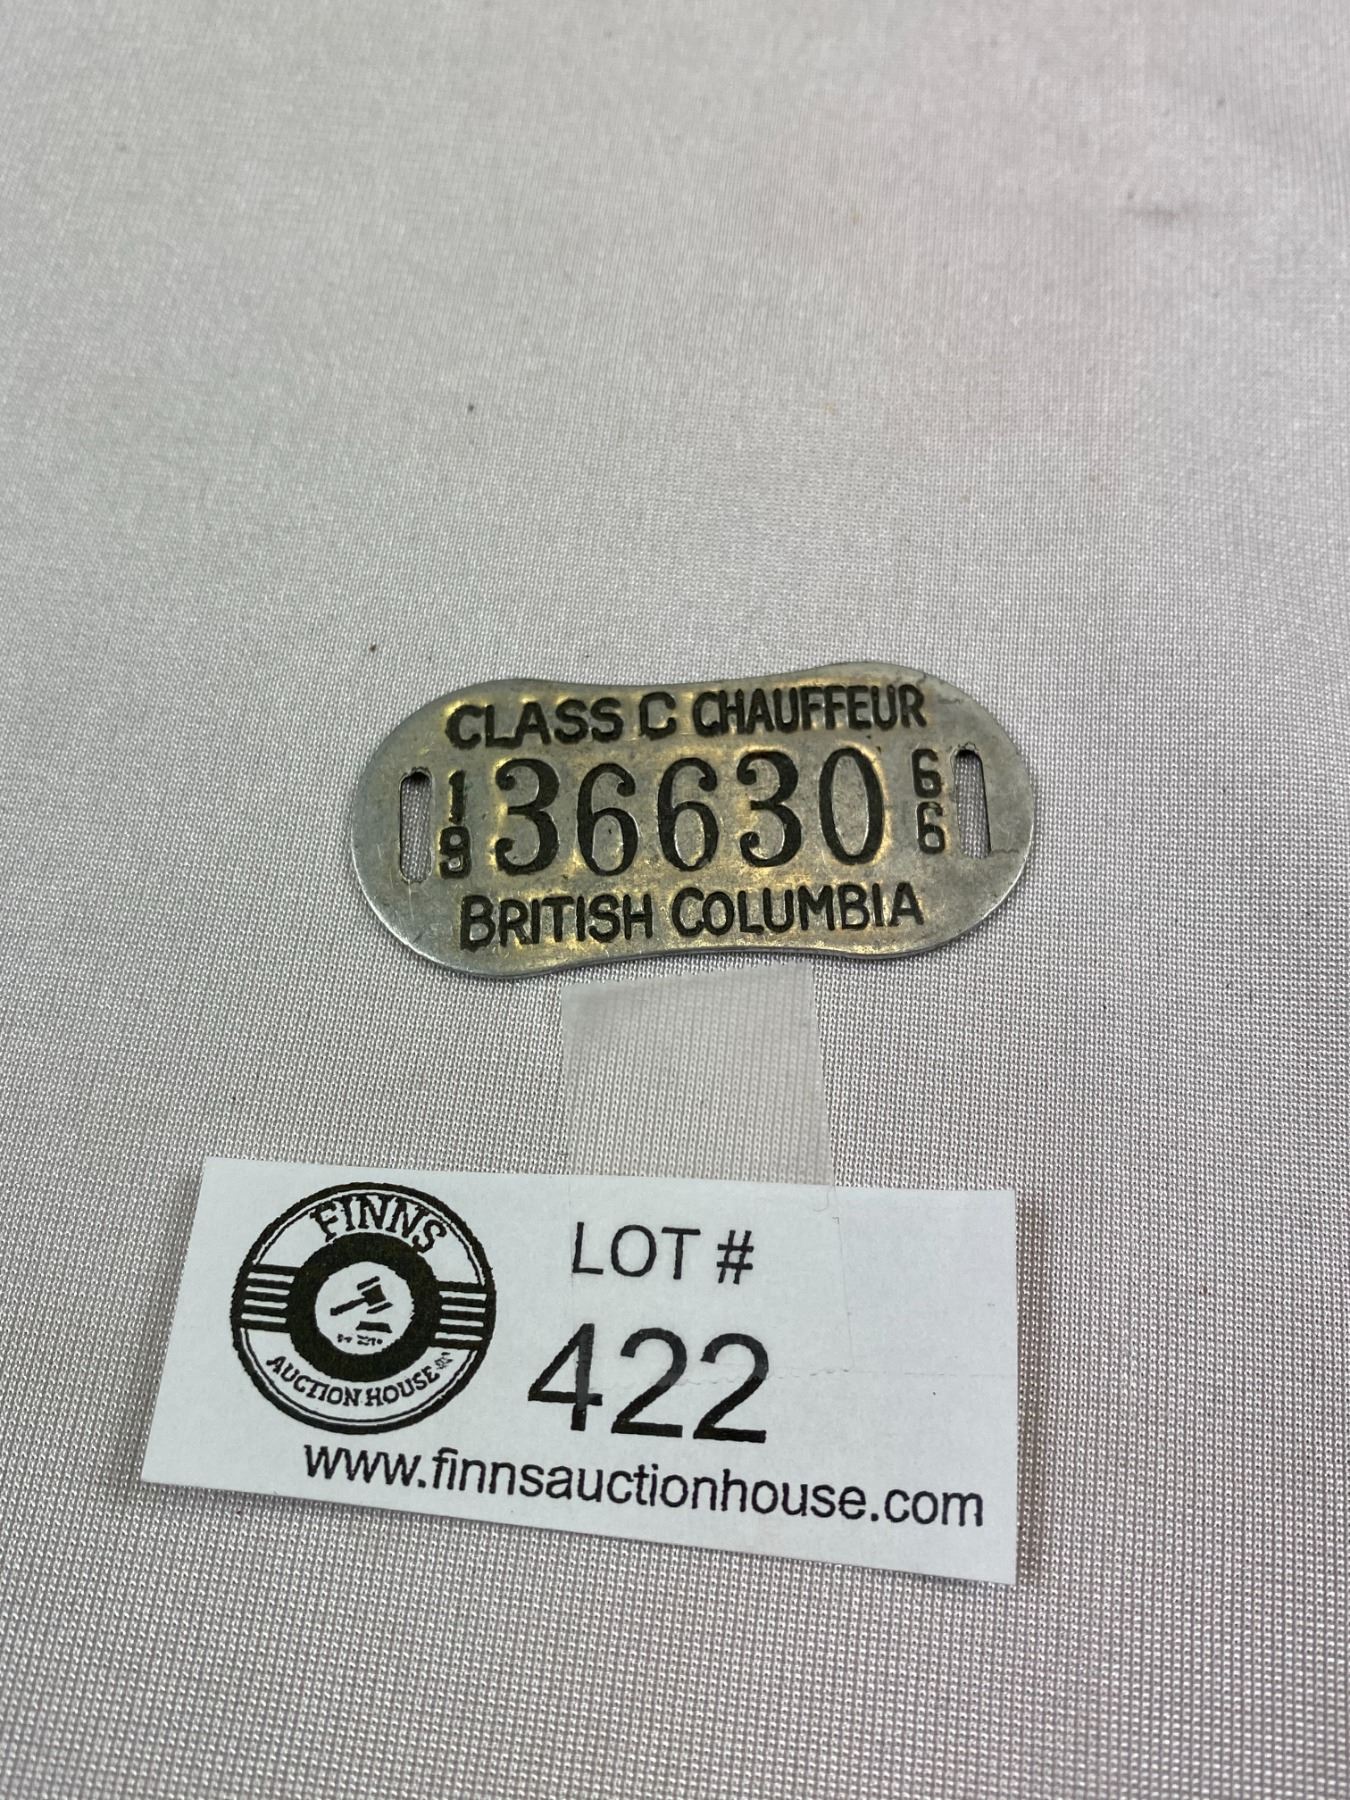 CLASS C CHAUFFEUR
19 36630 66
BRITISH COLUMBIA
FINNS
AUCTION HOUSE
LOT #
422
www.finnsauctionhouse.com